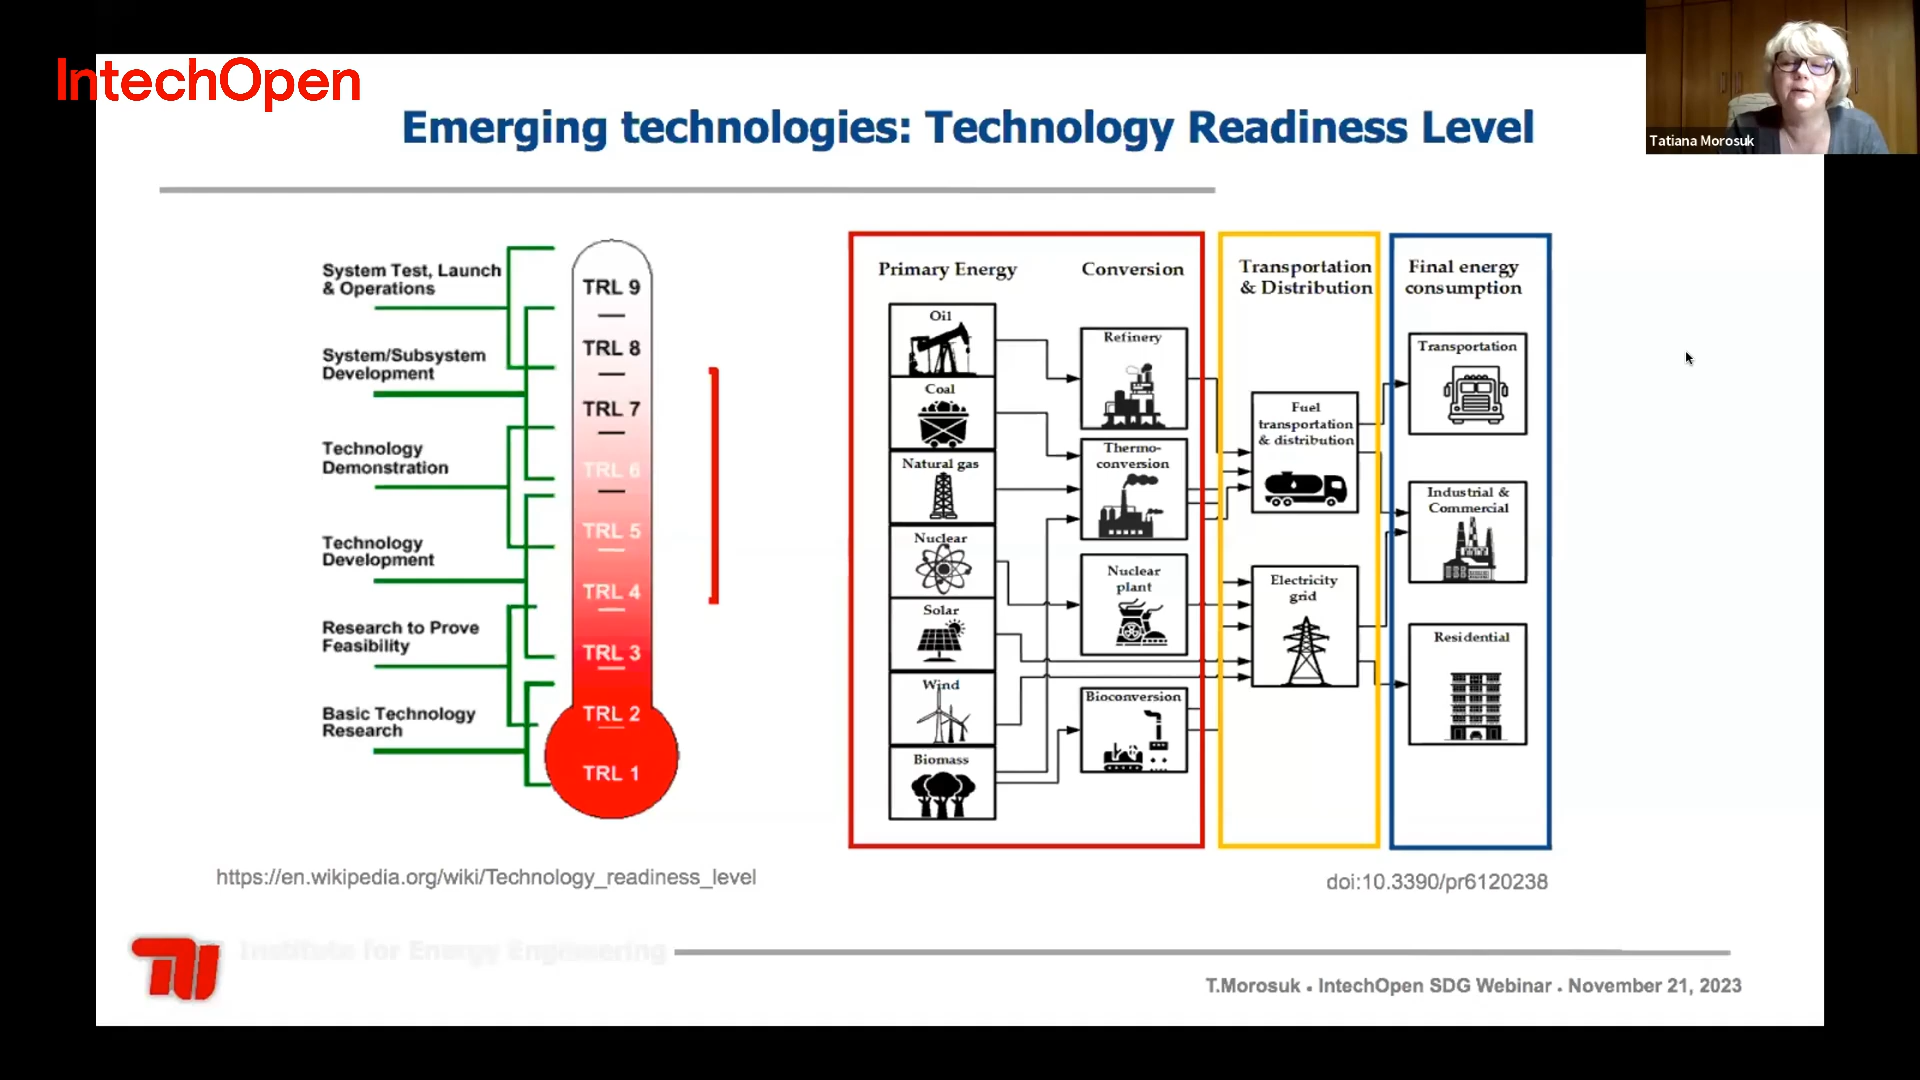 IntechOpen
Tatiana Morosuk
Emerging technologies: Technology Readiness Level
System Test, Launch
& Operations
System/Subsystem
Development
Technology
Demonstration
Technology
Development
Research to Prove
Feasibility
Basic Technology
Research
TRL 9
TRL 8
TRL 7
TRL 6
TRL 5
TRL 4
TRL 3
TRL 2
TRL 1
https://en.wikipedia.org/wiki/Technology_readiness_level
Primary Energy
Oil
Coal
Natural gas
Nuclear
Solar
Wind
Biomass
Conversion
Refinery
Thermo-
conversion
Nuclear
plant
Bioconversion
Transportation
& Distribution
Fuel
transportation
& distribution
Electricity
grid
Final energy
consumption
Transportation
Industrial &
Commercial
Residential
doi:10.3390/pr6120238
Institute for Energy Engineering
T.Morosuk • IntechOpen SDG Webinar • November 21, 2023